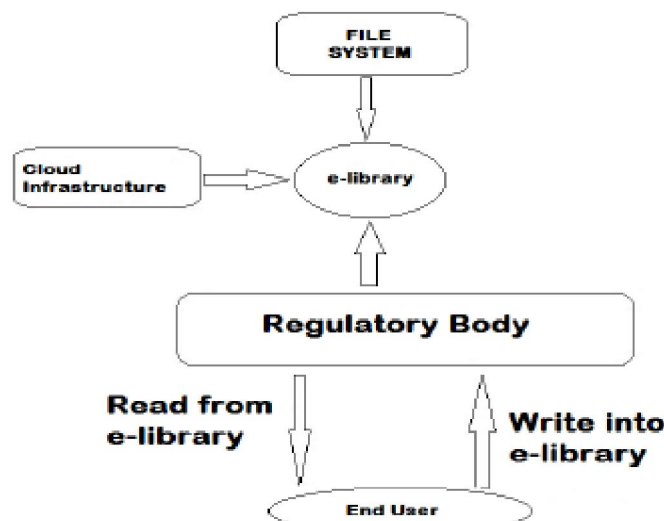 FILE
SYSTEM
Cloud
Infrastructure
e-library
Regulatory Body
Read from
e-library
Write into
e-library
End User